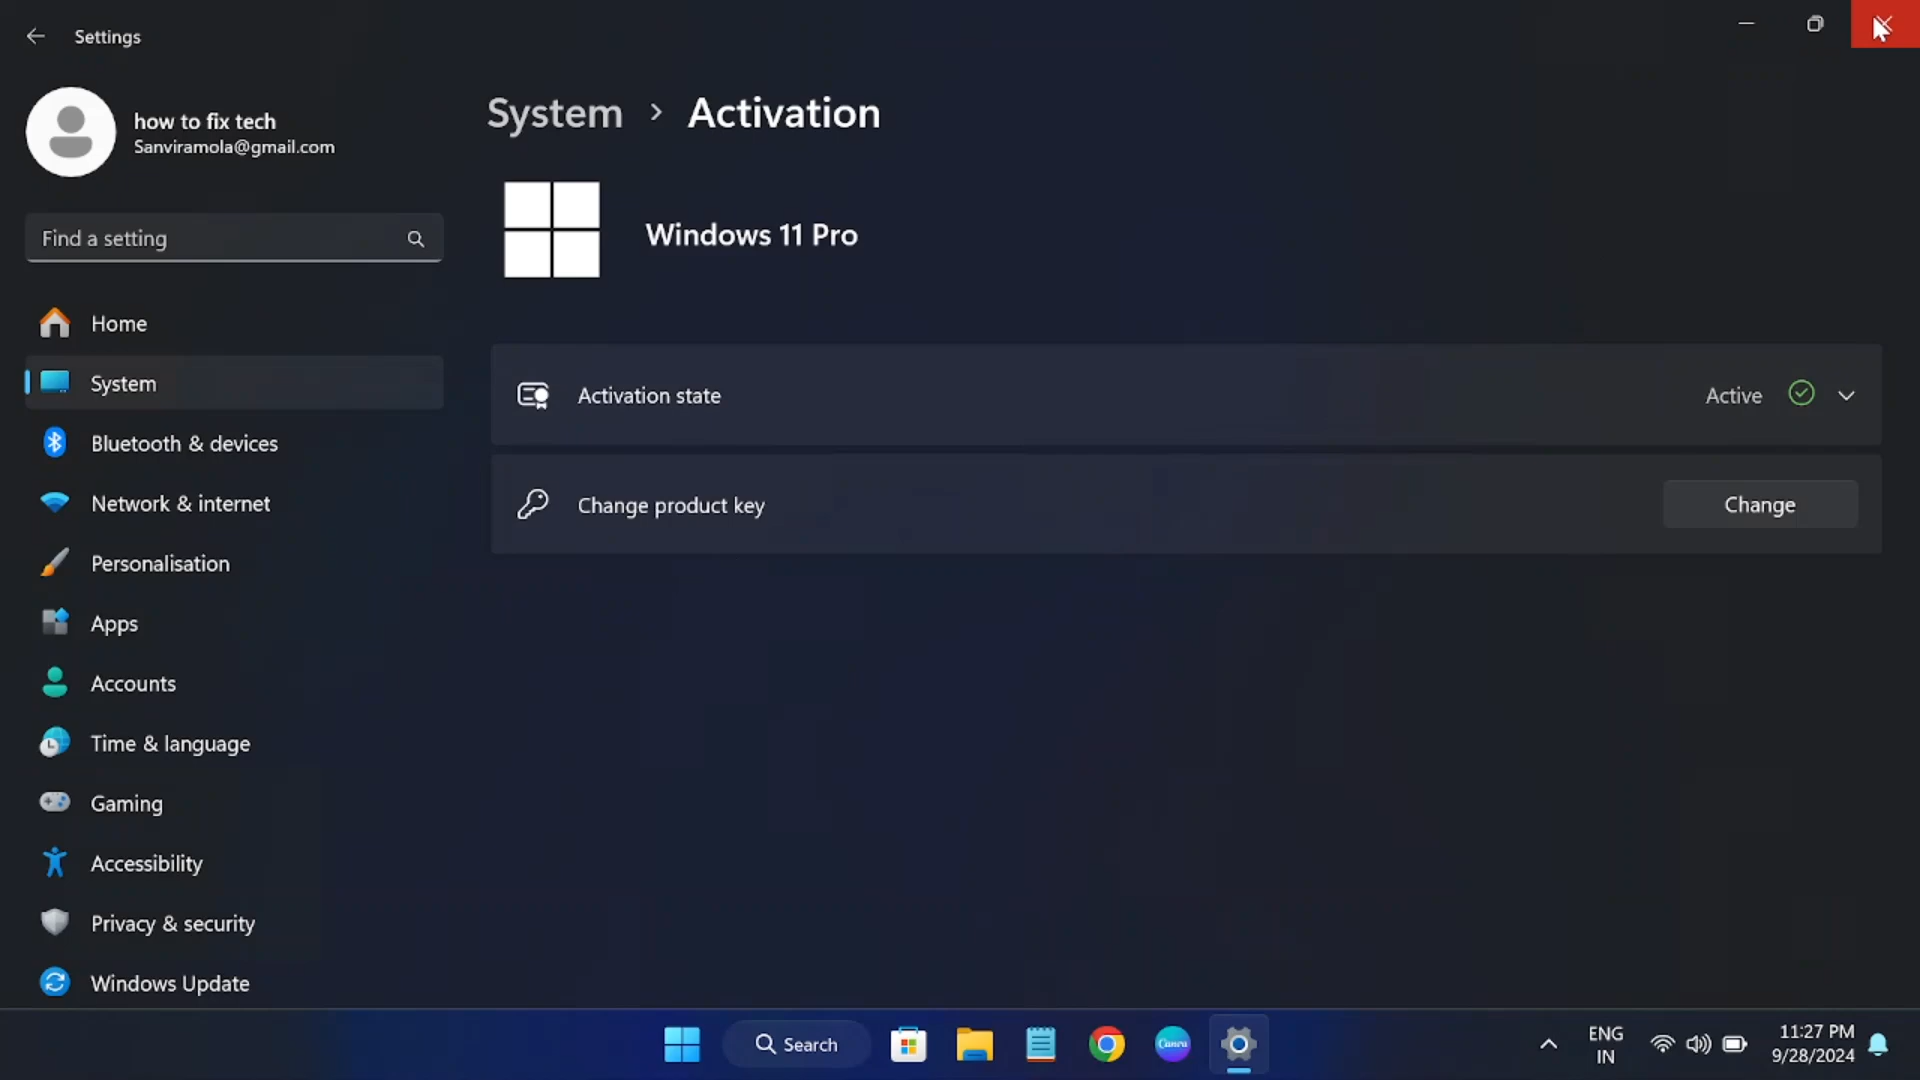 Settings
how to fix tech
Sanviramola@gmail.com
Find a setting
Home
System
Bluetooth & devices
Network & internet
Personalisation
Apps
Accounts
Time & language
Gaming
Accessibility
Privacy & security
Windows Update
System > Activation
Windows 11 Pro
Activation state
Active
Change product key
Change
Search
Canva
ENG
IN
11:27 PM
9/28/2024